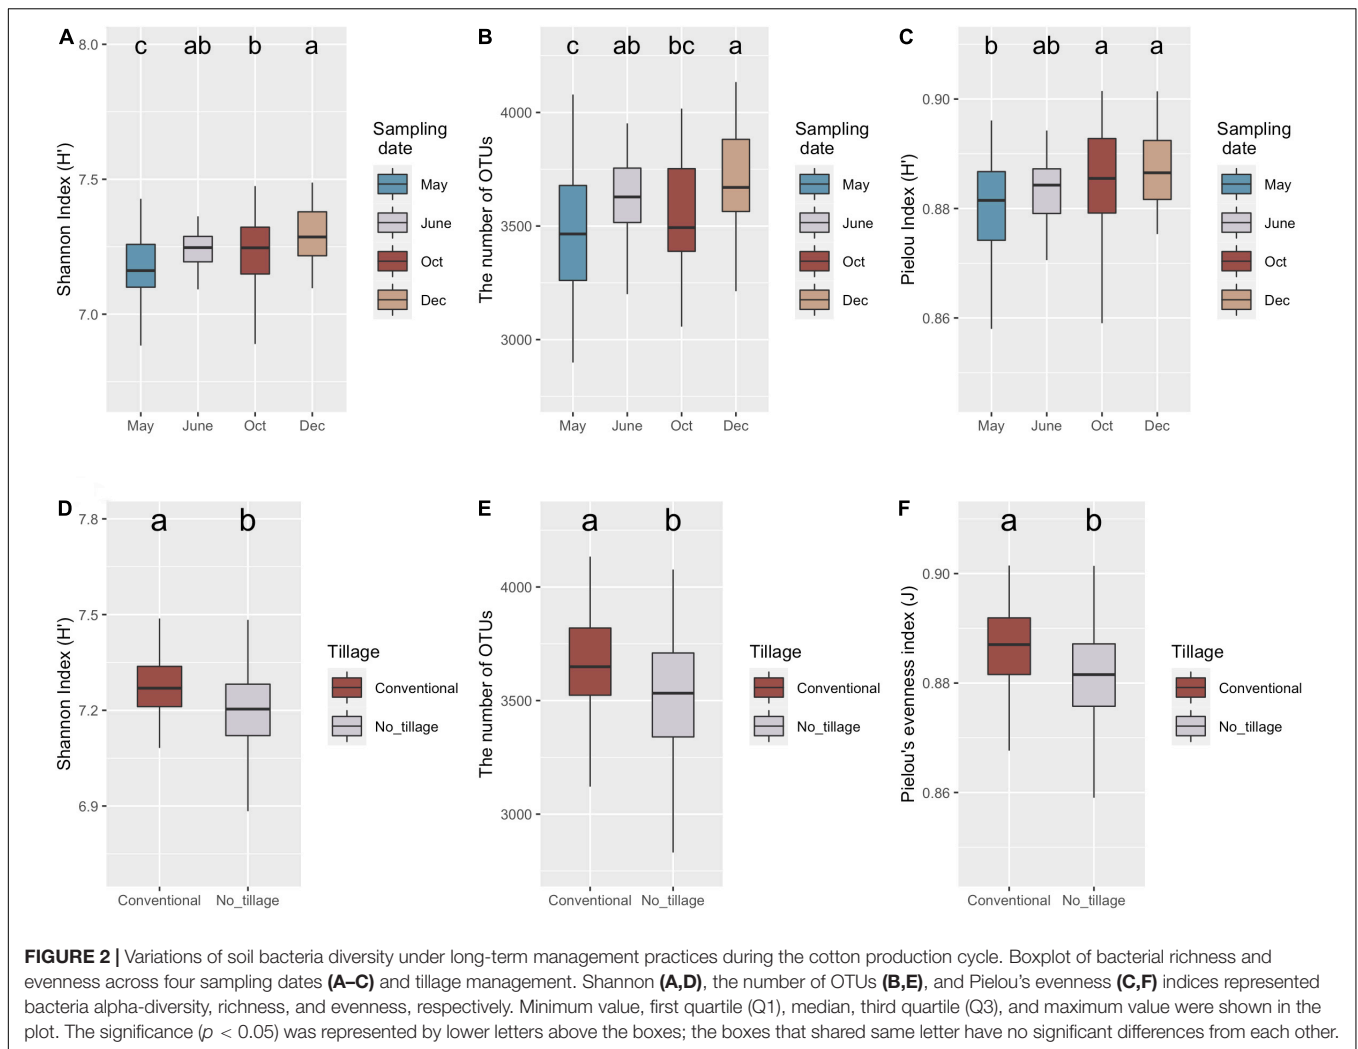 A
8.0
7.5
7.0
Shannon Index (H')
c ab b a
May June Oct Dec
Sampling
date
May
June
Oct
Dec
B
4000
3500
3000
The number of OTUs
c ab bc a
May June Oct Dec
Sampling
date
May
June
Oct
Dec
C
0.90
0.88
0.86
Pielou Index (H')
b ab a a
May June Oct Dec
Sampling
date
May
June
Oct
Dec
D
7.8
7.5
7.2
6.9
Shannon Index (H')
a b
Conventional No_tillage
Tillage
Conventional
No_tillage
E
4000
3500
3000
The number of OTUs
a b
Conventional No_tillage
Tillage
Conventional
No_tillage
F
0.90
0.88
0.86
Pielou's evenness index (J)
a b
Conventional No_tillage
Tillage
Conventional
No_tillage
FIGURE 2 | Variations of soil bacteria diversity under long-term management practices during the cotton production cycle. Boxplot of bacterial richness and
evenness across four sampling dates (A–C) and tillage management. Shannon (A,D), the number of OTUs (B,E), and Pielou's evenness (C,F) indices represented
bacteria alpha-diversity, richness, and evenness, respectively. Minimum value, first quartile (Q1), median, third quartile (Q3), and maximum value were shown in the
plot. The significance (p < 0.05) was represented by lower letters above the boxes; the boxes that shared same letter have no significant differences from each other.